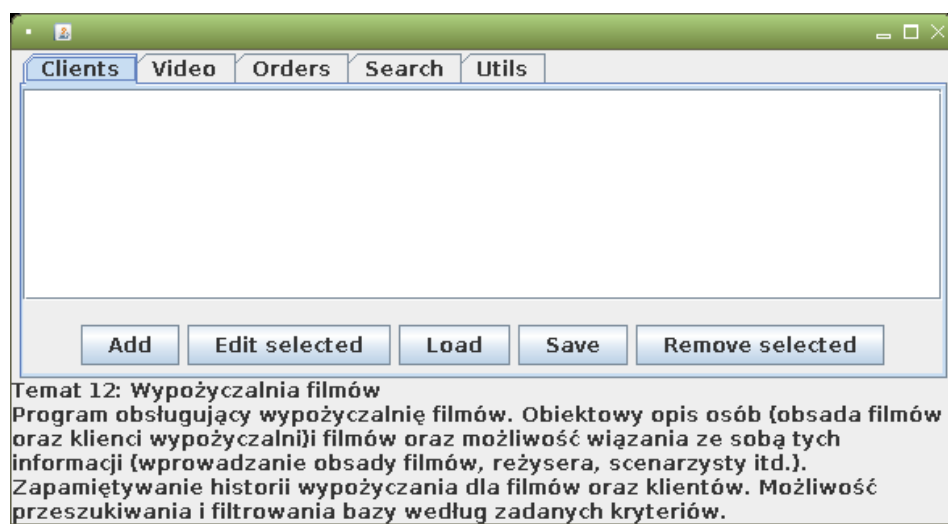 Clients Video Orders Search Utils
Add Edit selected Load Save Remove selected
Temat 12: Wypożyczalnia filmów
Program obsługujący wypożyczalnię filmów. Obiektowy opis osób (obsada filmów
oraz klienci wypożyczalni)i filmów oraz możliwość wiązania ze sobą tych
informacji (wprowadzanie obsady filmów, reżysera, scenarzysty itd.).
Zapamiętywanie historii wypożyczania dla filmów oraz klientów. Możliwość
przeszukiwania i filtrowania bazy według zadanych kryteriów.